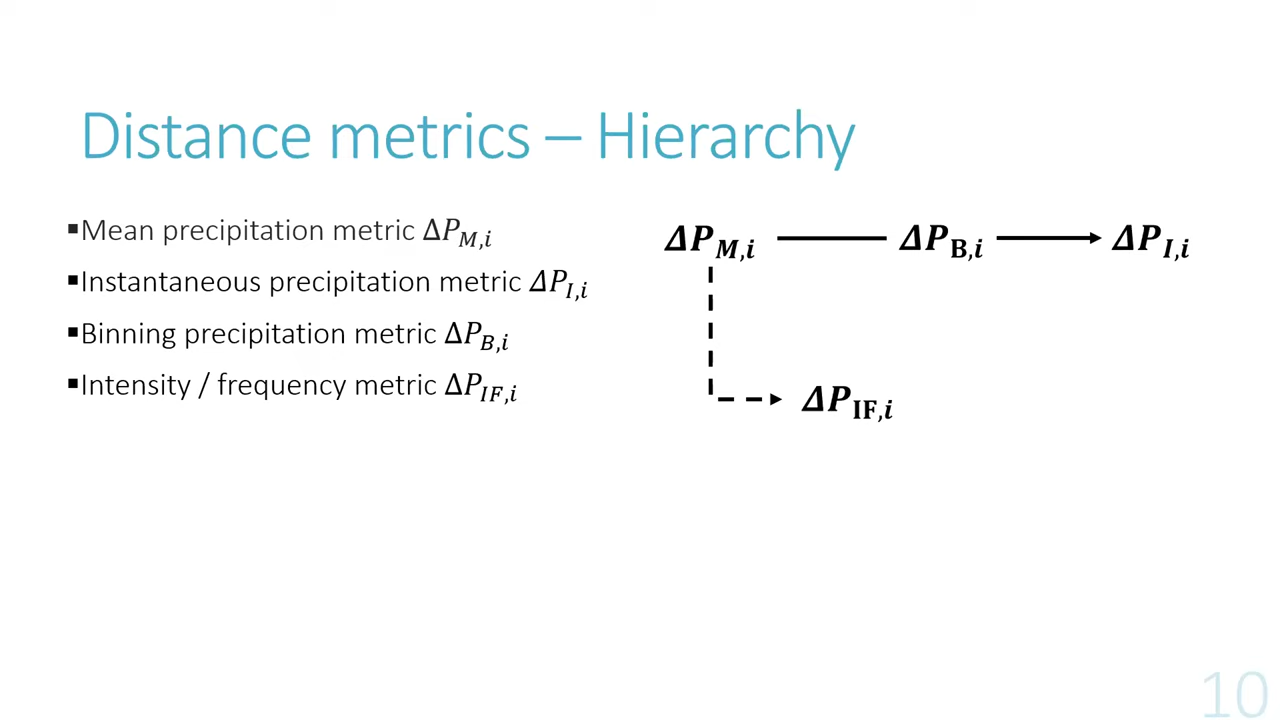 Distance metrics – Hierarchy
▪Mean precipitation metric ΔP_{M,i}
▪Instantaneous precipitation metric ΔP_{I,i}
▪Binning precipitation metric ΔP_{B,i}
▪Intensity / frequency metric ΔP_{IF,i}
ΔP_{M,i} ΔP_{B,i} ΔP_{I,i}
ΔP_{IF,i}
10